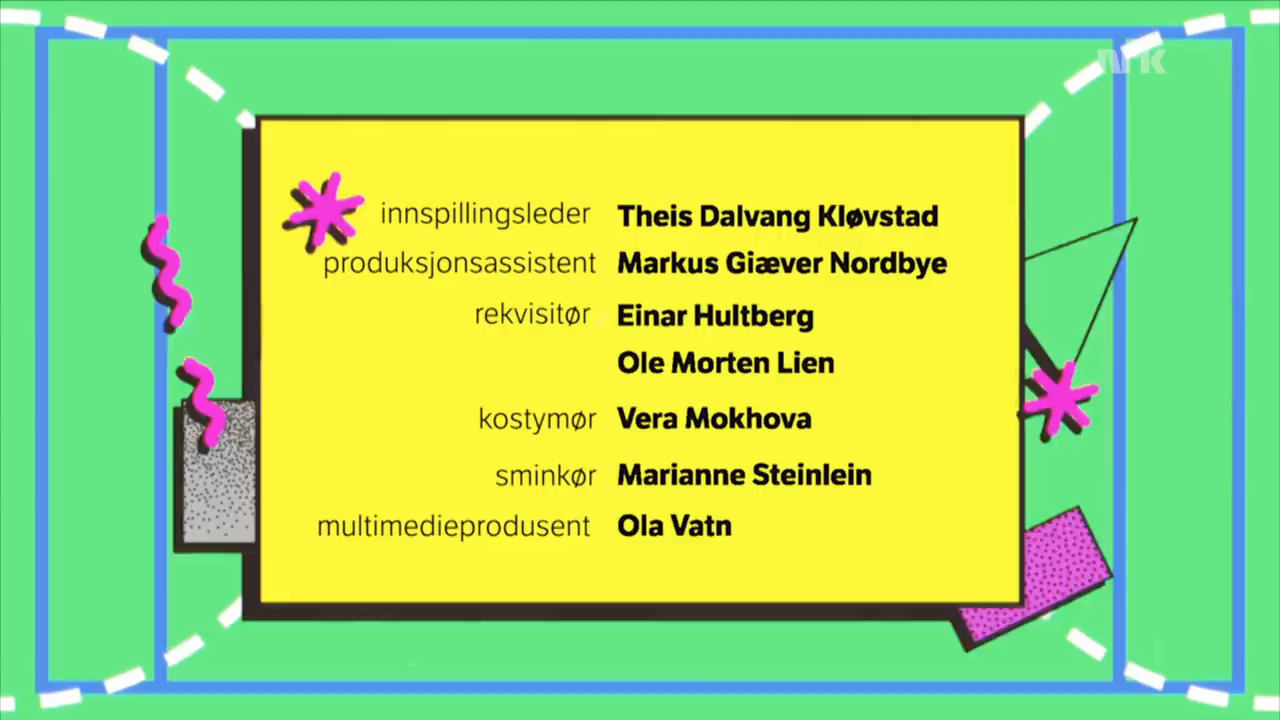 NRK
innspillingsleder Theis Dalvang Kløvstad
produksjonsassistent Markus Giæver Nordbye
rekvisitør Einar Hultberg
Ole Morten Lien
kostymør Vera Mokhova
sminkør Marianne Steinlein
multimedieprodusent Ola Vatn